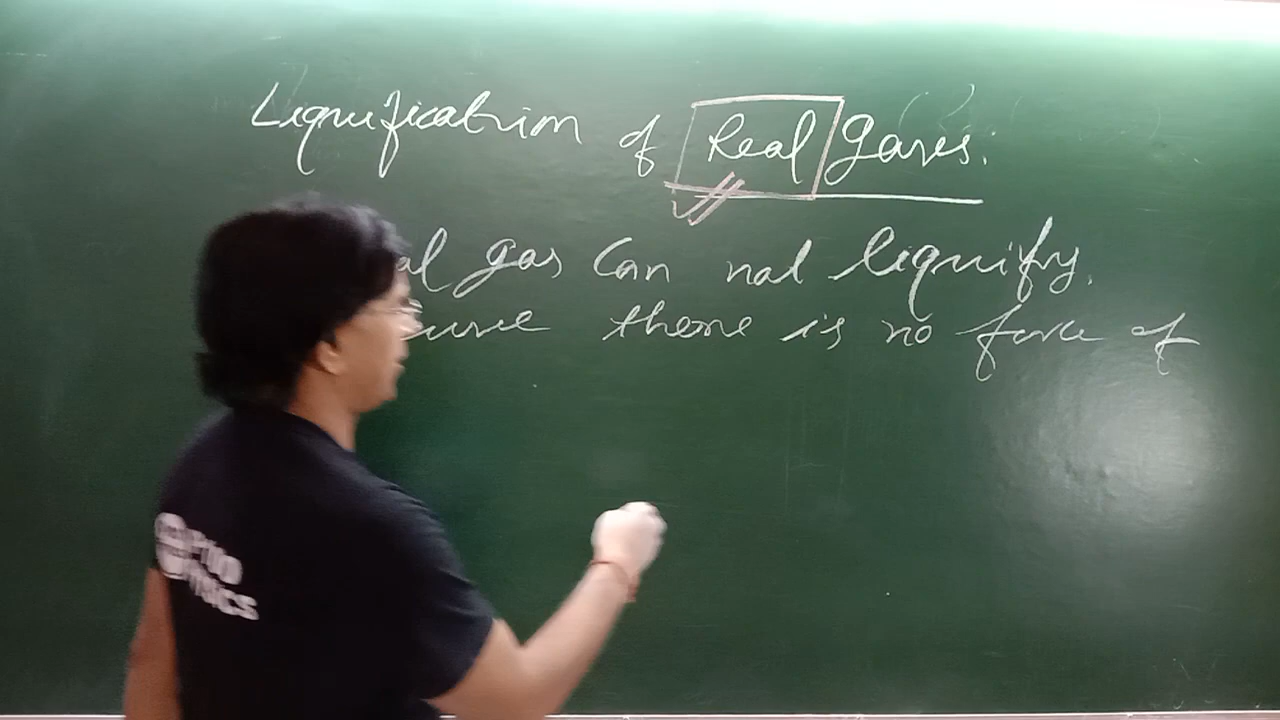 Liquification of Real Gases.
al gas can not liquify.
there is no force of